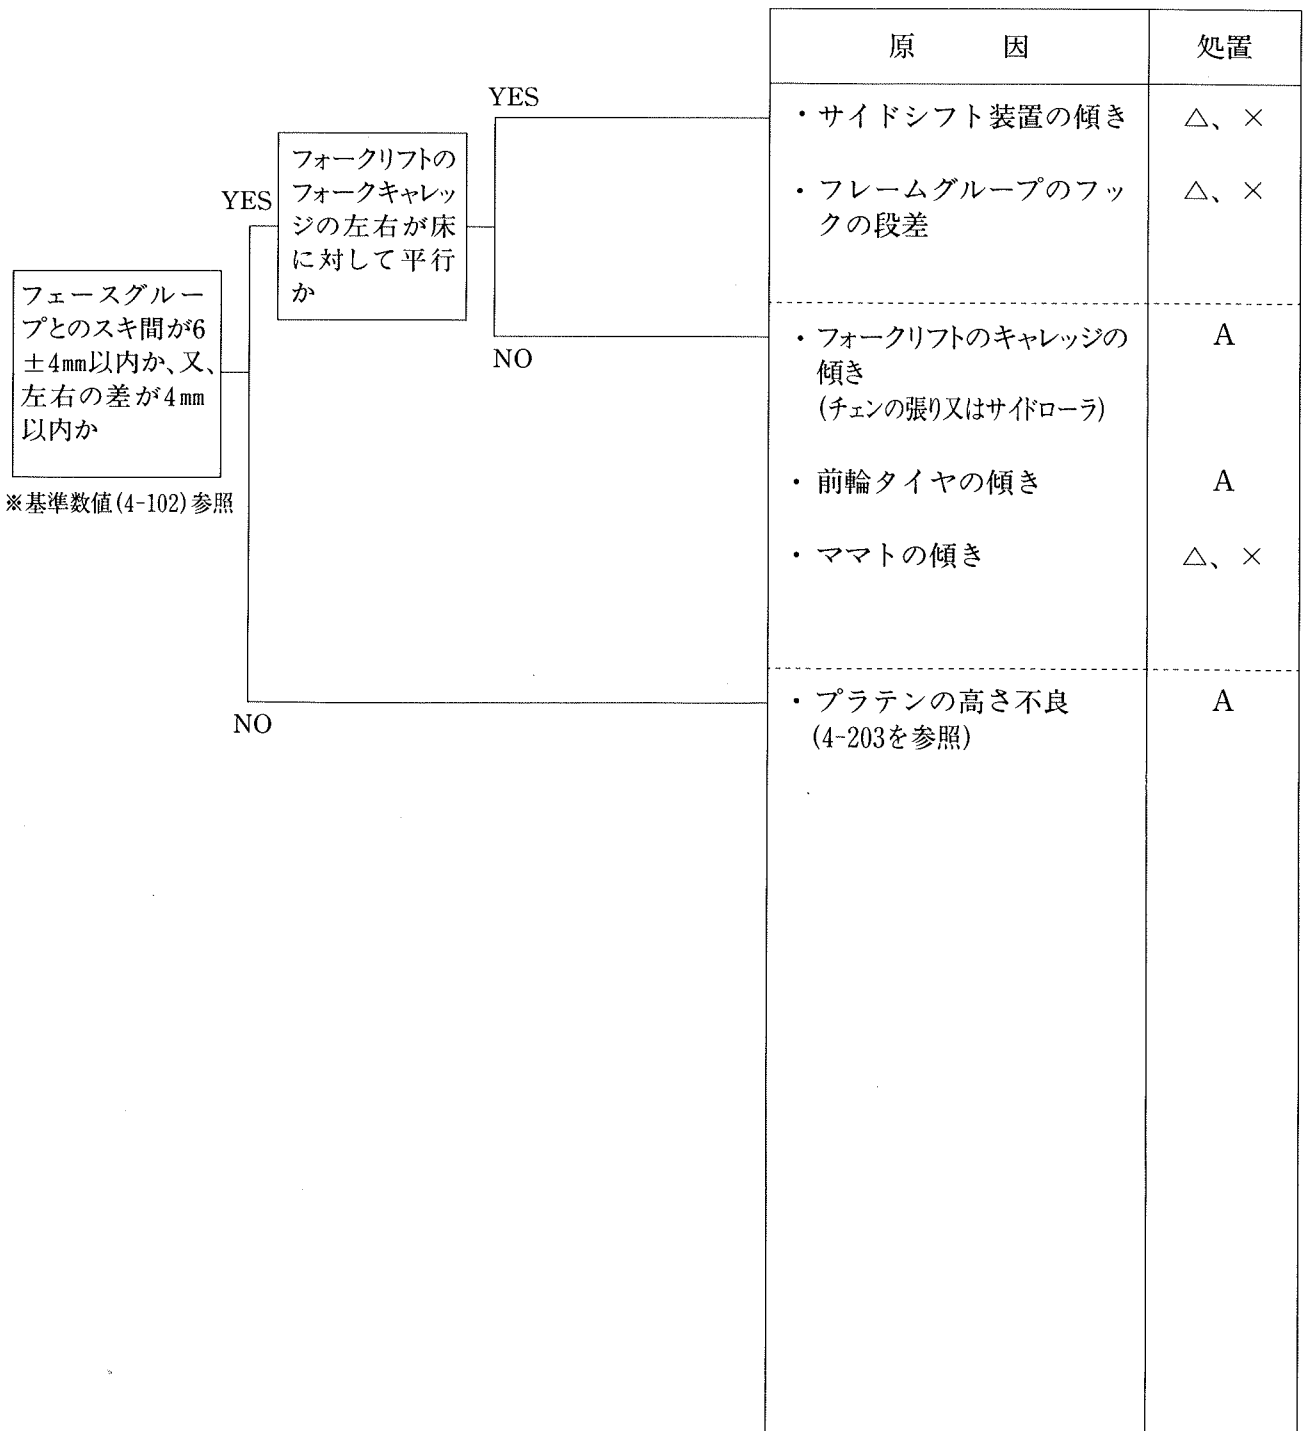 原　因
処置
YES
・サイドシフト装置の傾き
△、×
フォークリフトの
フォークキャレッ
ジの左右が床
に対して平行
か
YES
・フレームグループのフッ
クの段差
△、×
フェースグルー
プとのスキ間が6
±4㎜以内か、又、
左右の差が4㎜
以内か
※基準数値(4-102)参照
NO
・フォークリフトのキャレッジの
傾き
(チェンの張り又はサイドローラ)
A
・前輪タイヤの傾き
A
・ママトの傾き
△、×
NO
・プラテンの高さ不良
(4-203を参照)
A